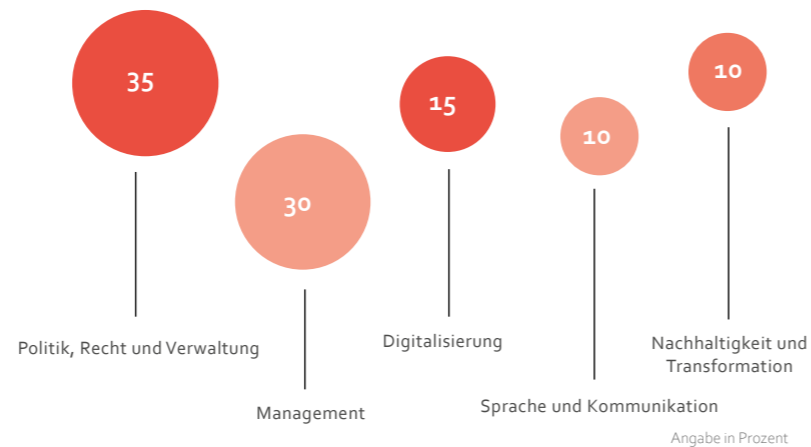 35
30
15
10
10
Politik, Recht und Verwaltung
Management
Digitalisierung
Sprache und Kommunikation
Nachhaltigkeit und
Transformation
Angabe in Prozent